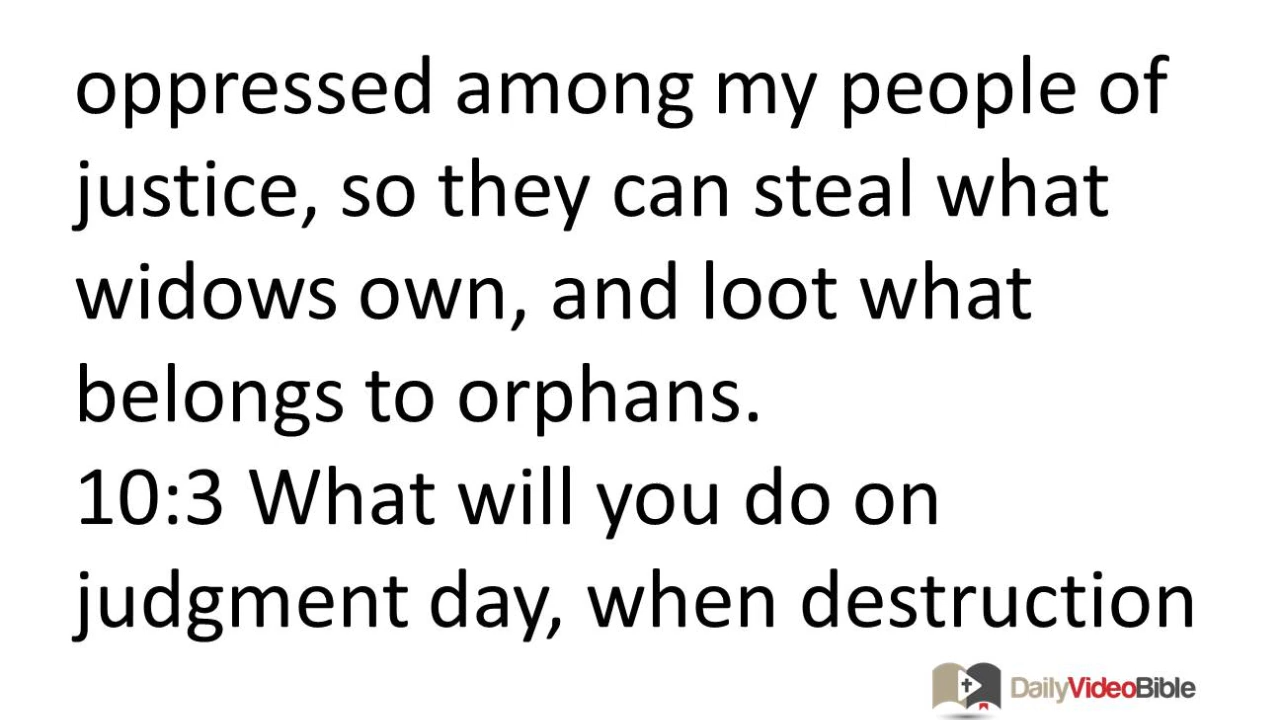 oppressed among my people of
justice, so they can steal what
widows own, and loot what
belongs to orphans.
10:3 What will you do on
judgment day, when destruction
DailyVideoBible